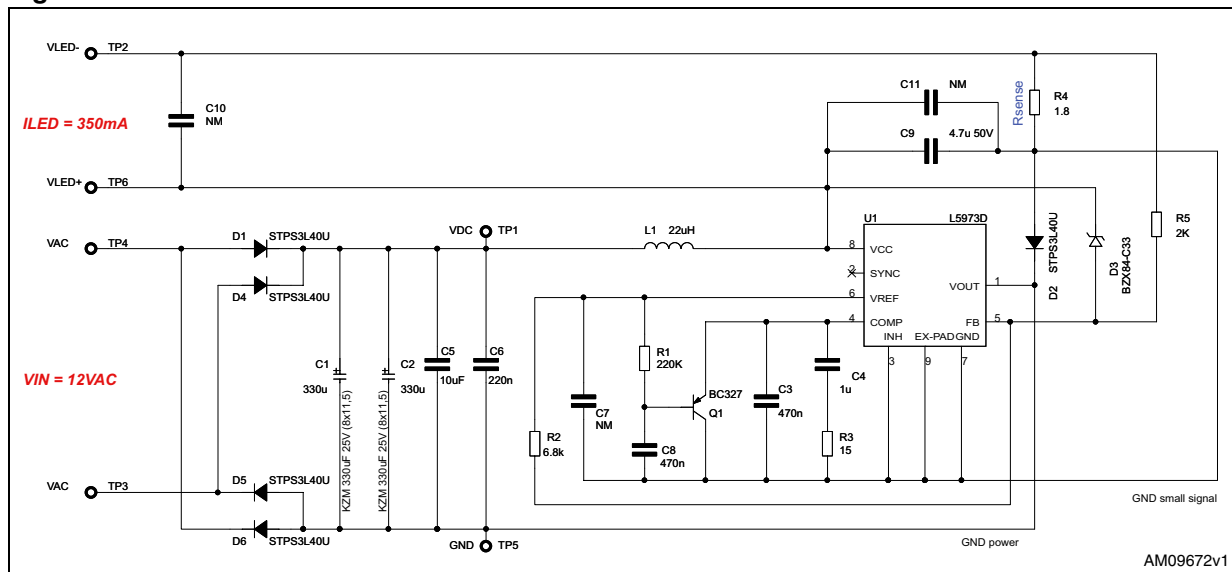 VLED- TP2
C10
NM
ILED = 350mA
VLED+ TP6
C11 NM
C9 4.7u 50V
Rsense
R4
1.8
R5
2K
VAC TP4
D1 STPS3L40U
D4 STPS3L40U
VDC TP1
L1 22uH
U1 L5973D
8 VCC
2 SYNC
6 VREF
4 COMP
VOUT 1
FB 5
INH EX-PAD GND
3 9 7
D2 STPS3L40U
D3
BZX84-C33
VIN = 12VAC
C1
330u
KZM 330uF 25V (8x11,5)
C2
330u
KZM 330uF 25V (8x11,5)
C5
10uF
C6
220n
R1
220K
BC327
Q1
C3
470n
C4
1u
R2
6.8k
C7
NM
C8
470n
R3
15
VAC TP3
D5 STPS3L40U
D6 STPS3L40U
GND TP5
GND small signal
GND power
AM09672v1